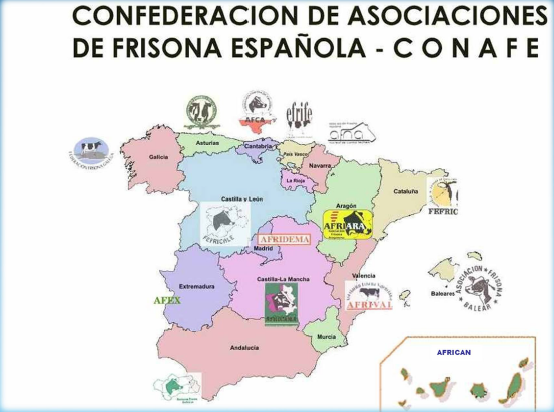 CONFEDERACION DE ASOCIACIONES
DE FRISONA ESPAÑOLA - C O N A F E
AFCA
efrife
ana
Asturias
Cantabria
País Vasco
Galicia
Navarra
La Rioja
Castilla y León
Aragón
Cataluña
FEFRIC
FEFRICALE
AFRIARA
AFRIDEMA
Madrid
Extremadura
Castilla-La Mancha
Valencia
AFRIVAL
Baleares
ASOCIACION FRISONA
BALEAR
AFEX
Murcia
Andalucía
AFRICAN